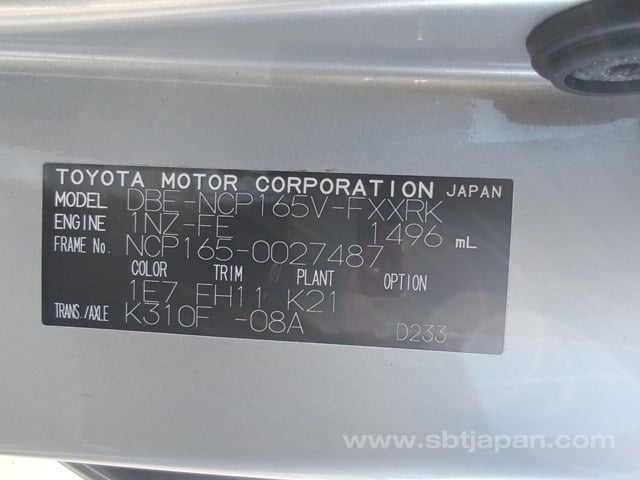 TOYOTA MOTOR CORPORATION JAPAN
MODEL DBE-NCP165V-FXXRK
ENGINE 1NZ-FE 1496 mL
FRAME No. NCP165-0027487
COLOR TRIM PLANT OPTION
1E7 FH11 K21
TRANS./AXLE K310F -08A
D233
www.sbtjapan.com